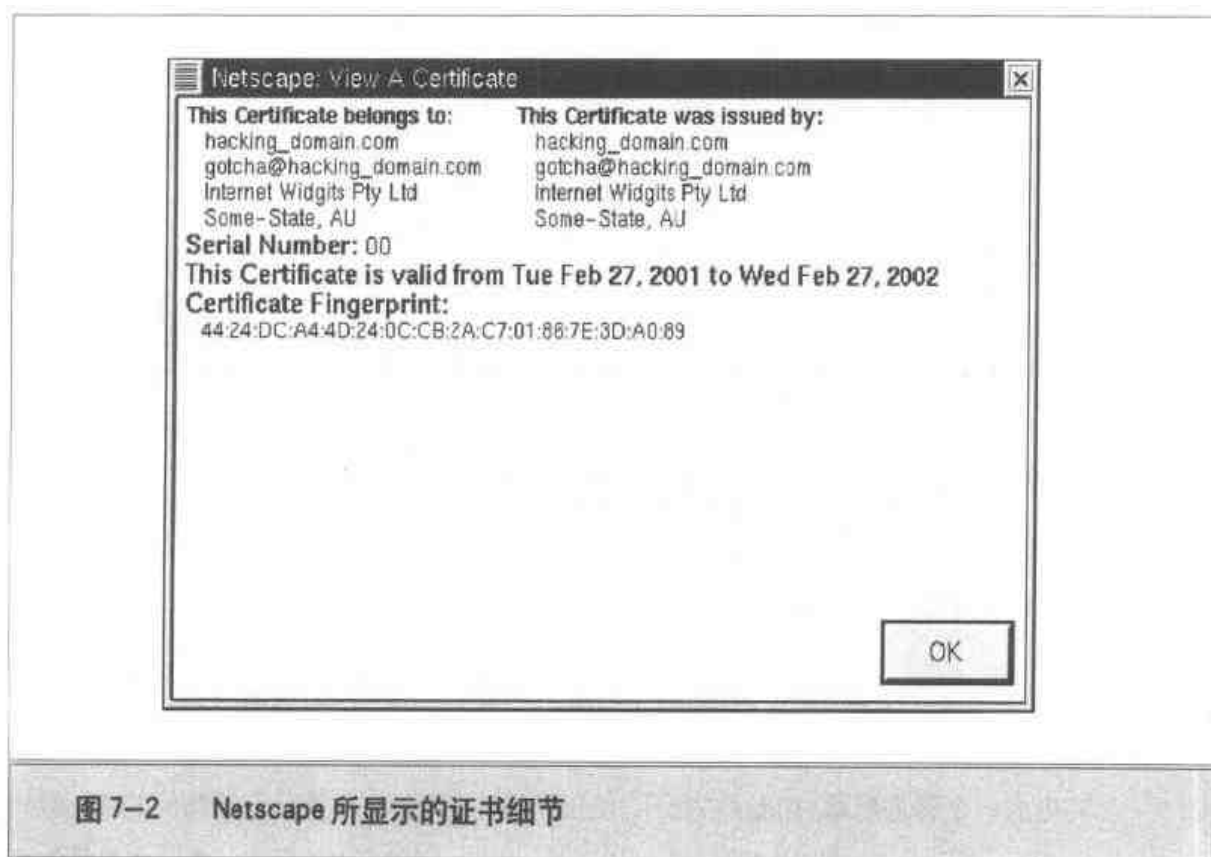 Netscape: View A Certificate
This Certificate belongs to:
hacking_domain.com
gotcha@hacking_domain.com
Internet Widgits Pty Ltd
Some-State, AU
This Certificate was issued by:
hacking_domain.com
gotcha@hacking_domain.com
Internet Widgits Pty Ltd
Some-State, AU
Serial Number: 00
This Certificate is valid from Tue Feb 27, 2001 to Wed Feb 27, 2002
Certificate Fingerprint:
44:24:DC:A4:4D:24:0C:CB:2A:C7:01:86:7E:3D:A0:89
OK
图 7-2 Netscape 所显示的证书细节